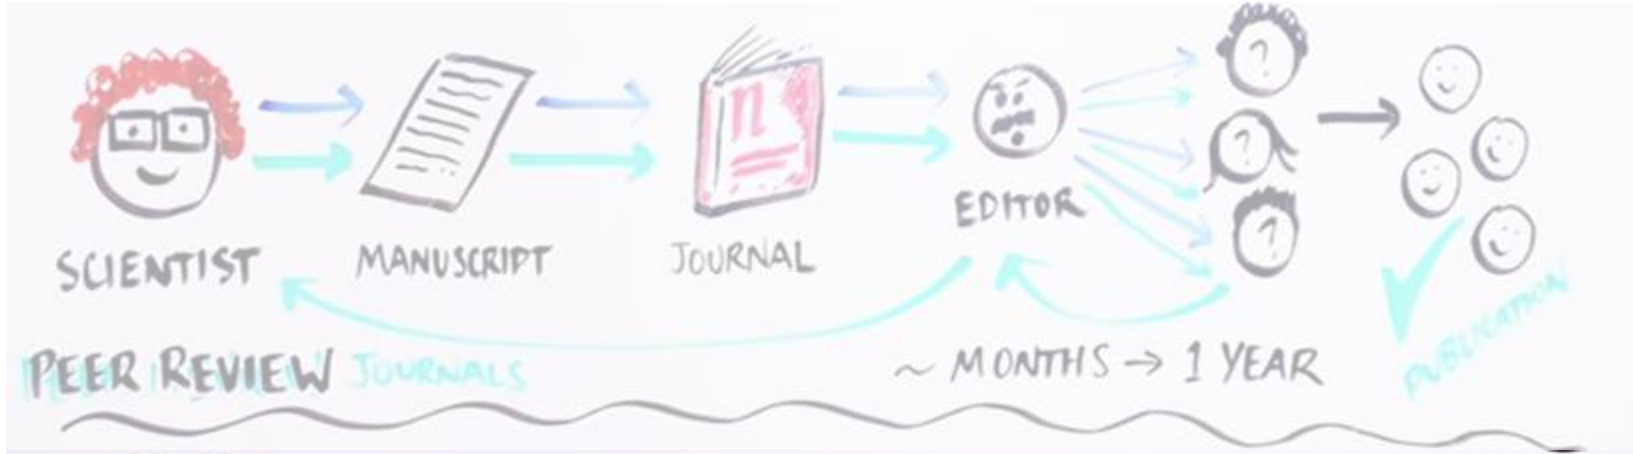 SCIENTIST
MANUSCRIPT
n
JOURNAL
EDITOR
?
?
?
PUBLICATION
PEER REVIEW JOURNALS
~ MONTHS → 1 YEAR